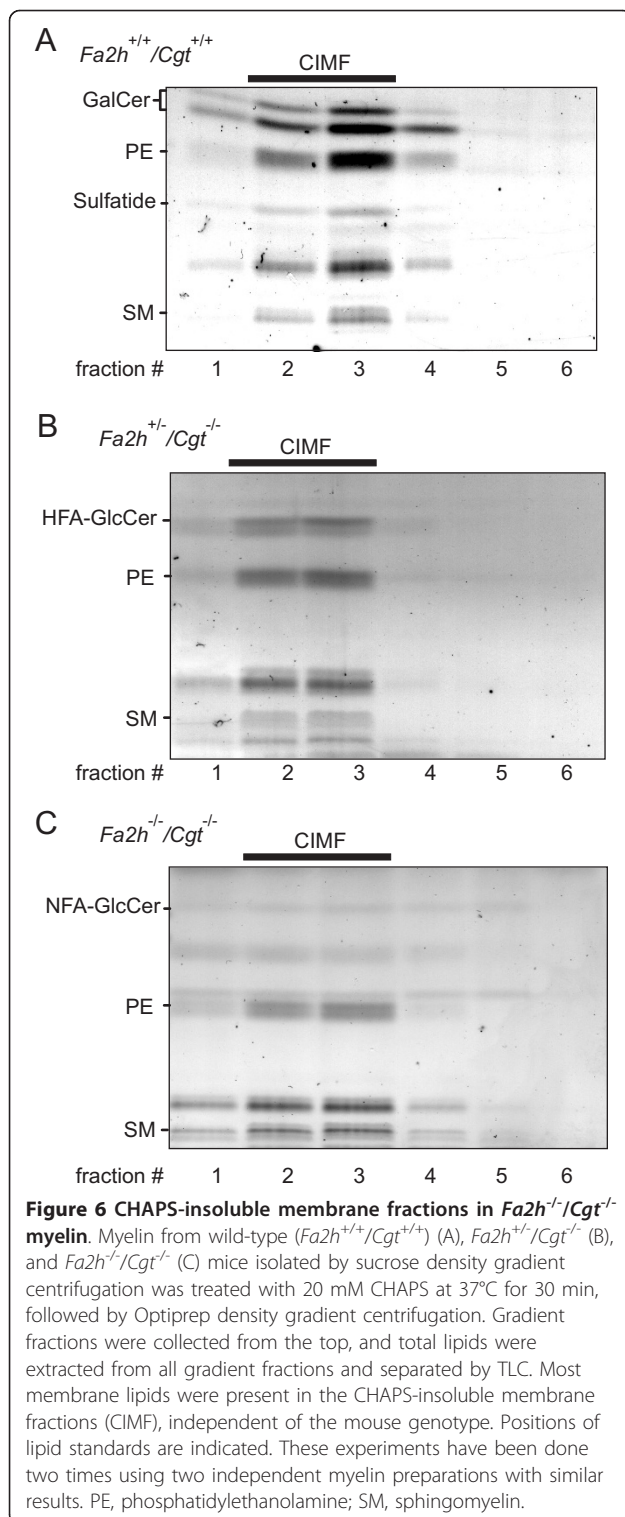 A
Fa2h+/+/Cgt+/+
CIMF
GalCer
PE
Sulfatide
SM
fraction # 1 2 3 4 5 6
B
Fa2h+/-/Cgt-/-
CIMF
HFA-GlcCer
PE
SM
fraction # 1 2 3 4 5 6
C
Fa2h-/-/Cgt-/-
CIMF
NFA-GlcCer
PE
SM
fraction # 1 2 3 4 5 6
Figure 6 CHAPS-insoluble membrane fractions in Fa2h-/-/Cgt-/-
myelin. Myelin from wild-type (Fa2h+/+/Cgt+/+) (A), Fa2h+/-/Cgt-/- (B),
and Fa2h-/-/Cgt-/- (C) mice isolated by sucrose density gradient
centrifugation was treated with 20 mM CHAPS at 37°C for 30 min,
followed by Optiprep density gradient centrifugation. Gradient
fractions were collected from the top, and total lipids were
extracted from all gradient fractions and separated by TLC. Most
membrane lipids were present in the CHAPS-insoluble membrane
fractions (CIMF), independent of the mouse genotype. Positions of
lipid standards are indicated. These experiments have been done
two times using two independent myelin preparations with similar
results. PE, phosphatidylethanolamine; SM, sphingomyelin.